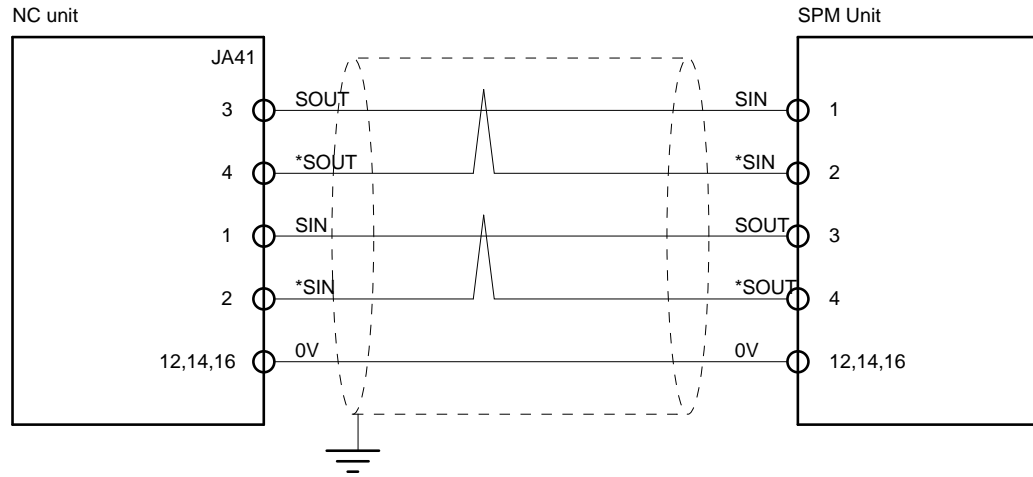 NC unit SPM Unit
JA41
3 SOUT SIN 1
4 *SOUT *SIN 2
1 SIN SOUT 3
2 *SIN *SOUT 4
12,14,16 0V 0V 12,14,16